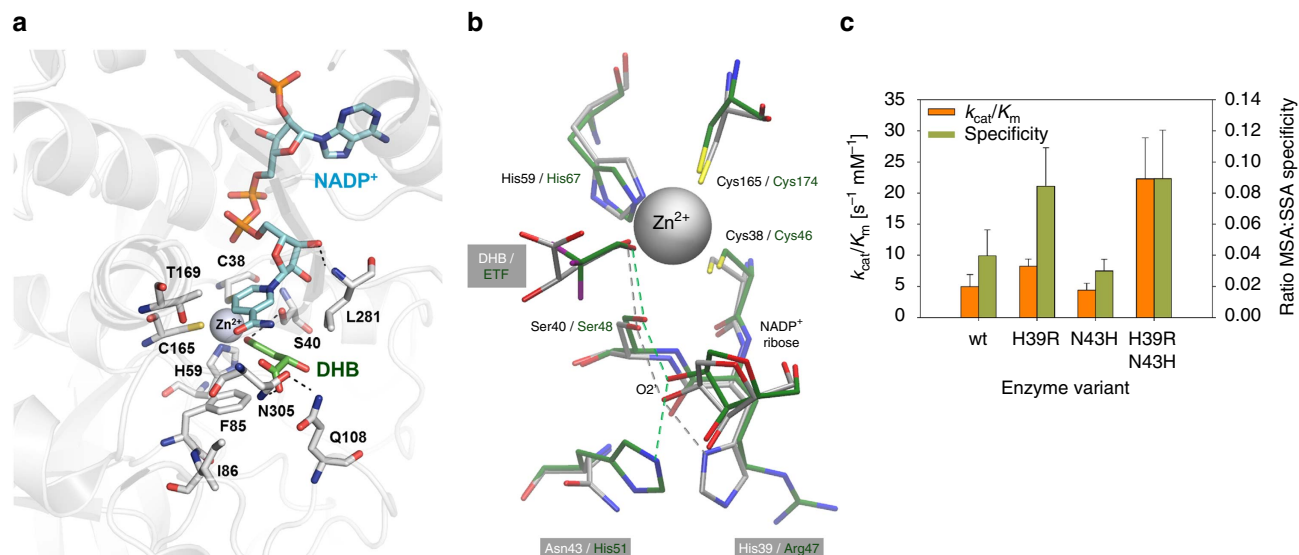 a
NADP+
T169
C38
Zn2+
L281
C165
S40
H59
DHB
N305
F85
Q108
I86
b
His59 / His67
Cys165 / Cys174
Zn2+
Cys38 / Cys46
DHB /
ETF
Ser40 / Ser48
NADP+
ribose
O2'
Asn43 / His51
His39 / Arg47
c
kcat/Km
Specificity
kcat/Km [s−1 mM−1]
35
30
25
20
15
10
5
0
0.14
0.12
0.10
0.08
0.06
0.04
0.02
0.00
Ratio MSA:SSA specificity
wt
H39R
N43H
H39R
N43H
Enzyme variant